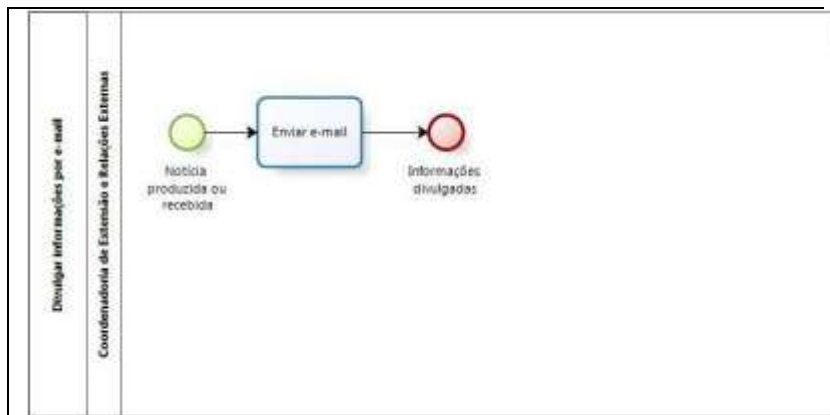 Divulgar informações por e-mail
Coordenadoria de Extensão e Relações Externas
Enviar e-mail
Notícia
produzida ou
recebida
Informações
divulgadas